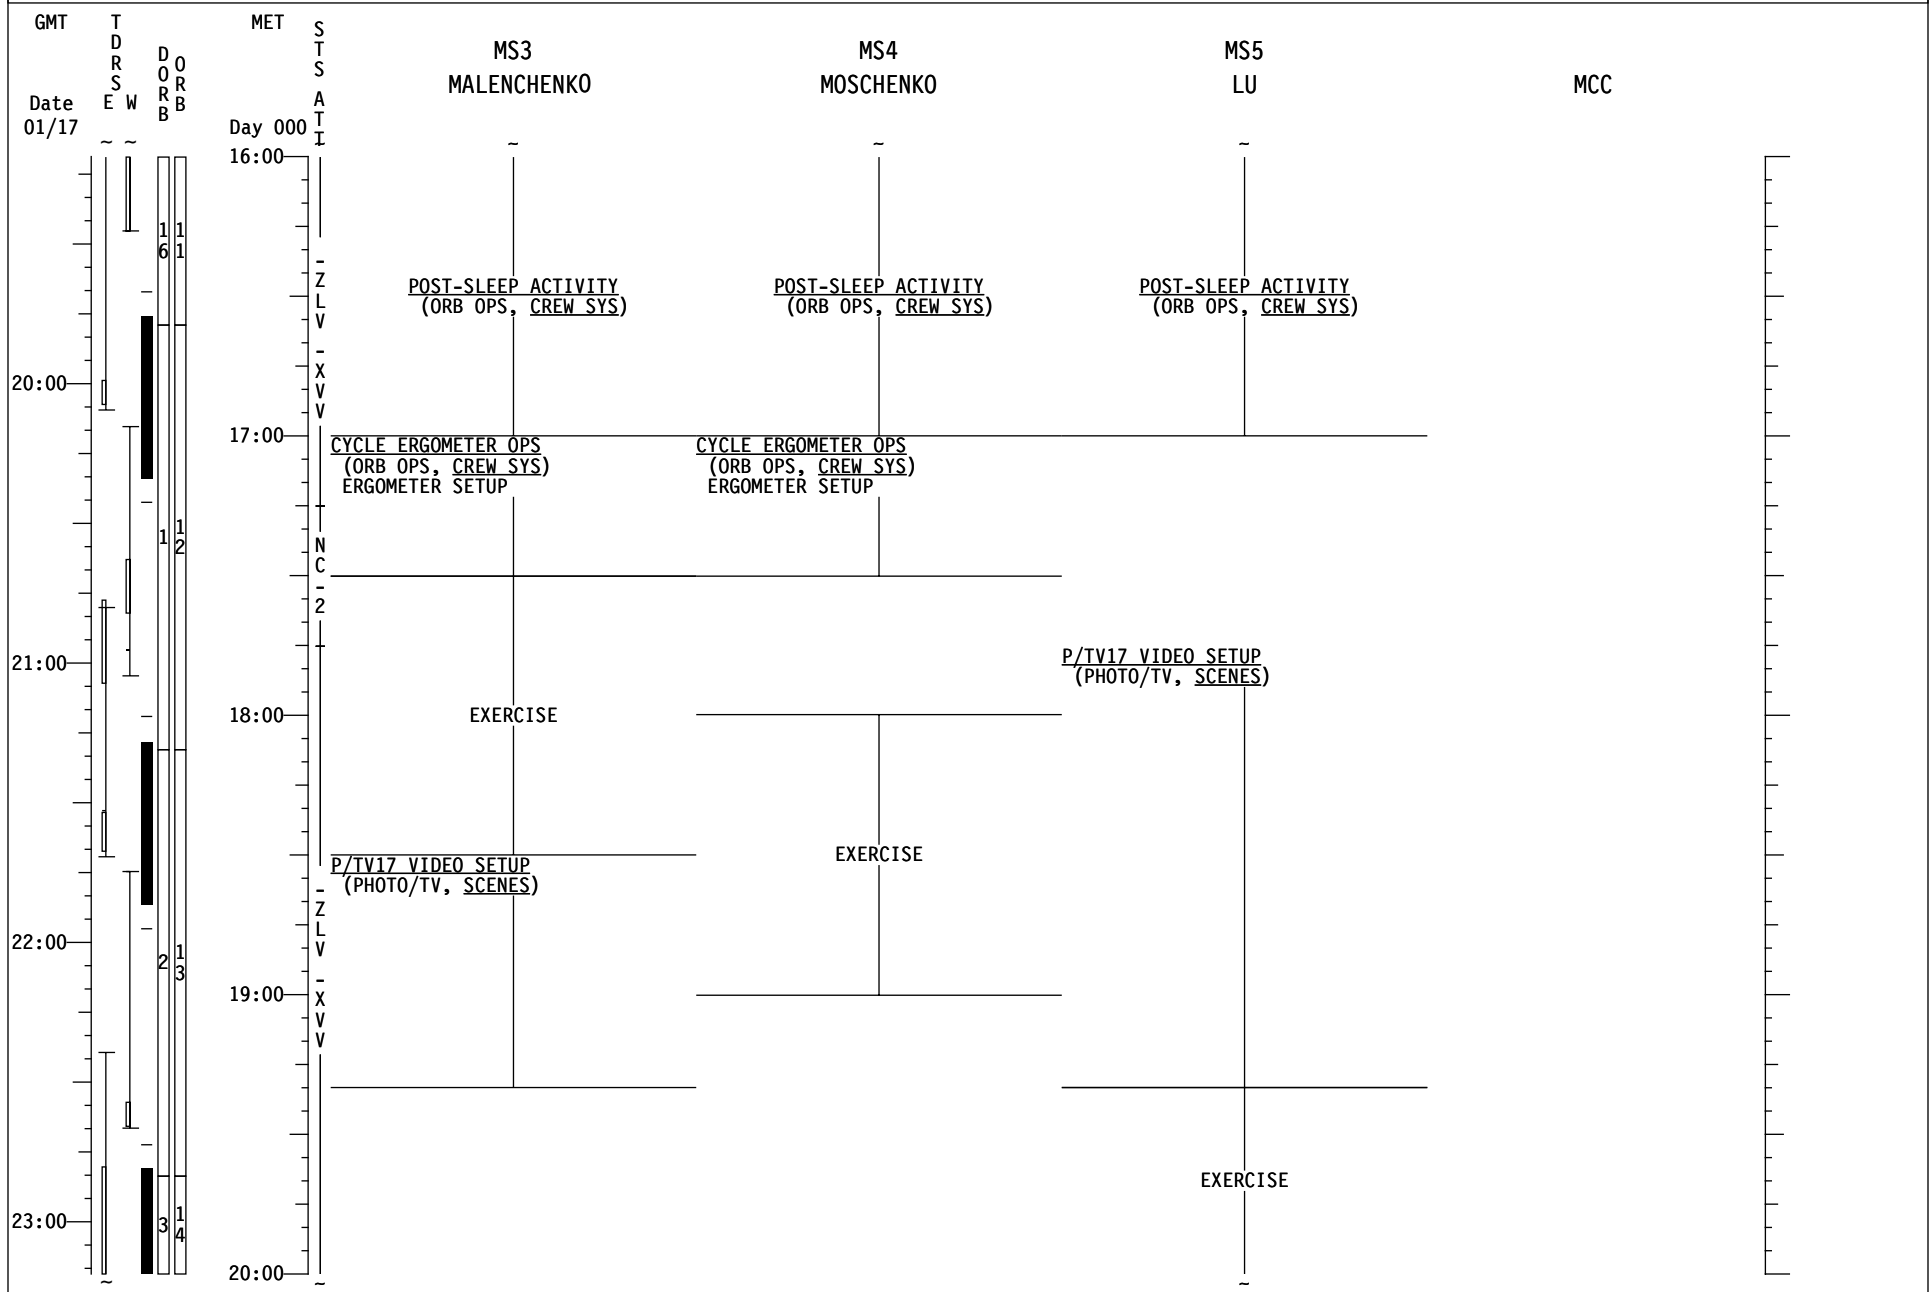 GMT
TDRS
E W
DORB
ORB
MET
STS ATT
MS3
MALENCHENKO
MS4
MOSCHENKO
MS5
LU
MCC
Date
01/17
Day 000
~ ~ ~ ~ ~
16:00
16
11
-ZLV -XVV
POST-SLEEP ACTIVITY
(ORB OPS, CREW SYS)
POST-SLEEP ACTIVITY
(ORB OPS, CREW SYS)
POST-SLEEP ACTIVITY
(ORB OPS, CREW SYS)
20:00
17:00
CYCLE ERGOMETER OPS
(ORB OPS, CREW SYS)
ERGOMETER SETUP
CYCLE ERGOMETER OPS
(ORB OPS, CREW SYS)
ERGOMETER SETUP
1
12
NC-2
21:00
P/TV17 VIDEO SETUP
(PHOTO/TV, SCENES)
18:00
EXERCISE
EXERCISE
P/TV17 VIDEO SETUP
(PHOTO/TV, SCENES)
-ZLV -XVV
22:00
2
13
19:00
EXERCISE
23:00
3
14
20:00
~ ~ ~